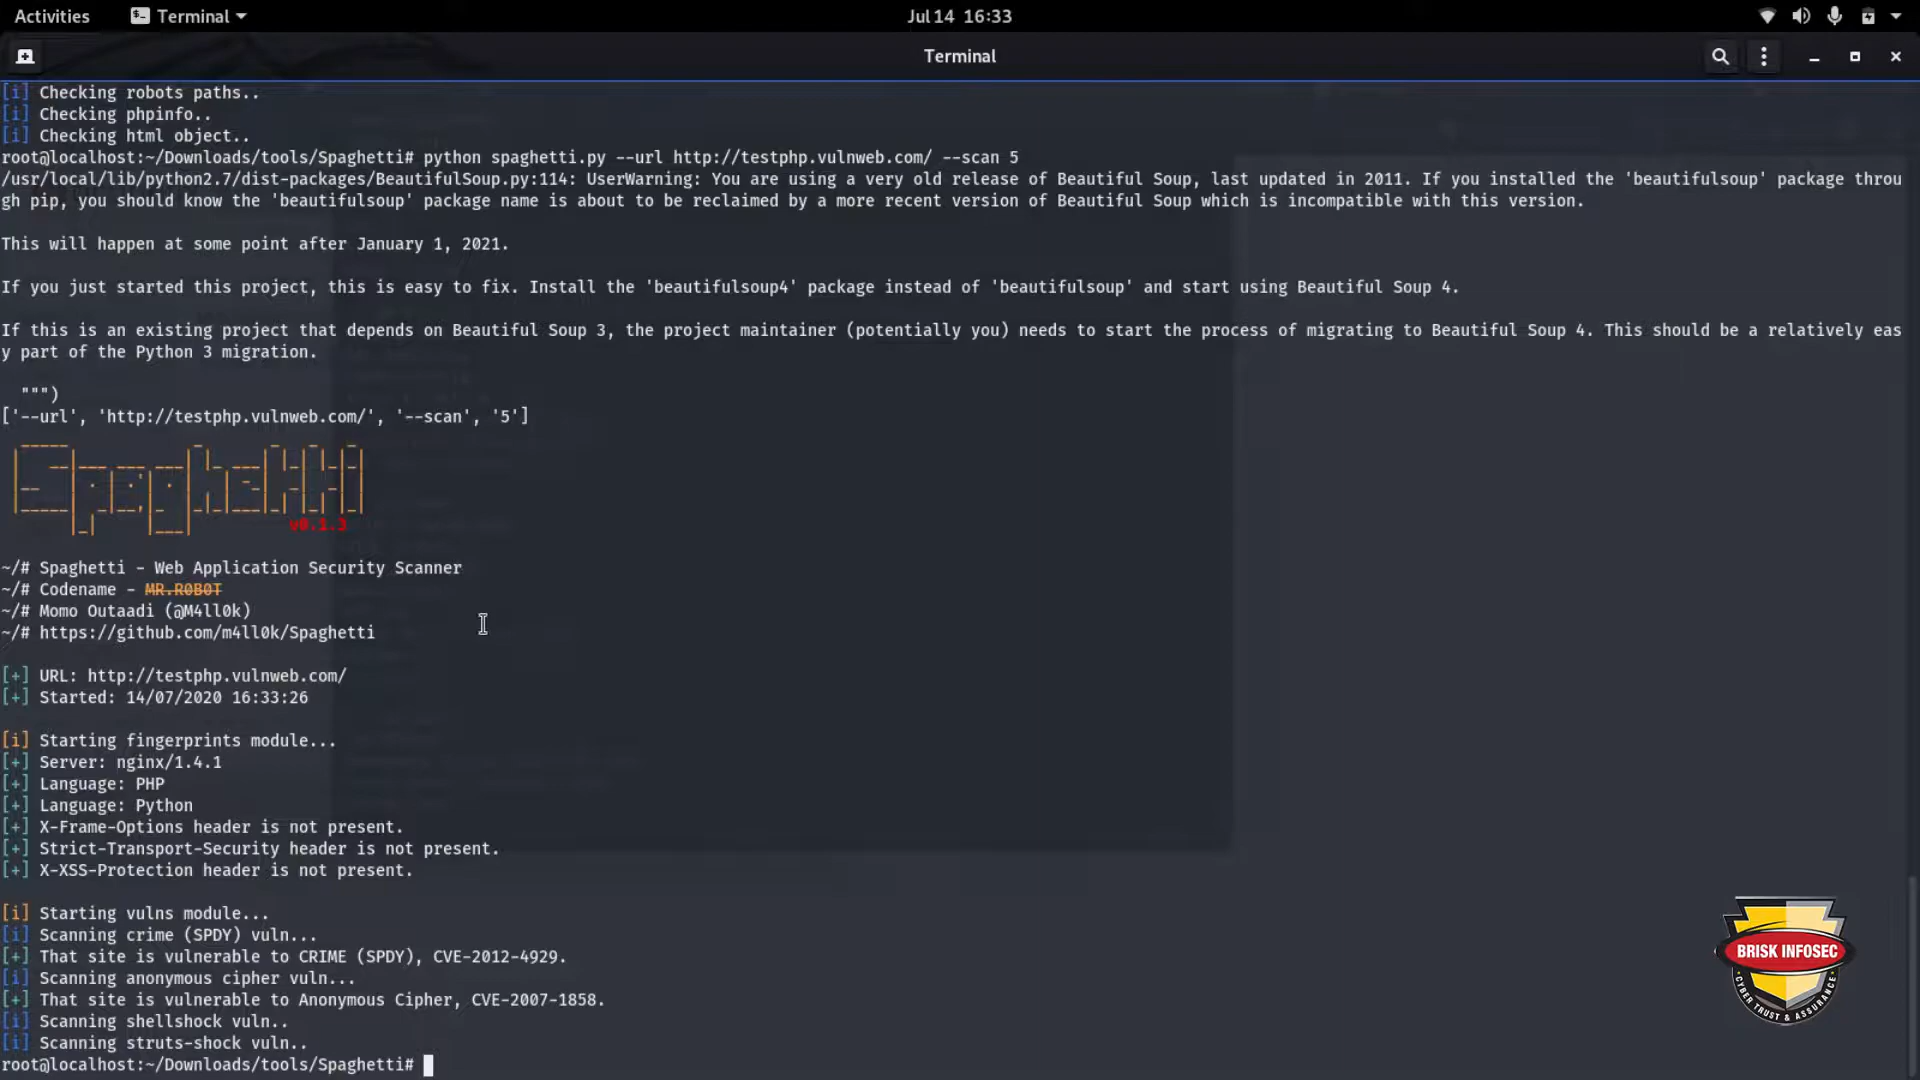 Activities Terminal Jul 14 16:33
Terminal
[i] Checking robots paths..
[i] Checking phpinfo..
[i] Checking html object..
root@localhost:~/Downloads/tools/Spaghetti# python spaghetti.py --url http://testphp.vulnweb.com/ --scan 5
/usr/local/lib/python2.7/dist-packages/BeautifulSoup.py:114: UserWarning: You are using a very old release of Beautiful Soup, last updated in 2011. If you installed the 'beautifulsoup' package throu
gh pip, you should know the 'beautifulsoup' package name is about to be reclaimed by a more recent version of Beautiful Soup which is incompatible with this version.
This will happen at some point after January 1, 2021.
If you just started this project, this is easy to fix. Install the 'beautifulsoup4' package instead of 'beautifulsoup' and start using Beautiful Soup 4.
If this is an existing project that depends on Beautiful Soup 3, the project maintainer (potentially you) needs to start the process of migrating to Beautiful Soup 4. This should be a relatively eas
y part of the Python 3 migration.
""")
['--url', 'http://testphp.vulnweb.com/', '--scan', '5']
Spaghetti
v0.1.3
~/# Spaghetti - Web Application Security Scanner
~/# Codename - MR.R0B0T
~/# Momo Outaadi (@M4ll0k)
~/# https://github.com/m4ll0k/Spaghetti
[+] URL: http://testphp.vulnweb.com/
[+] Started: 14/07/2020 16:33:26
[i] Starting fingerprints module...
[+] Server: nginx/1.4.1
[+] Language: PHP
[+] Language: Python
[+] X-Frame-Options header is not present.
[+] Strict-Transport-Security header is not present.
[+] X-XSS-Protection header is not present.
[i] Starting vulns module...
[i] Scanning crime (SPDY) vuln...
[+] That site is vulnerable to CRIME (SPDY), CVE-2012-4929.
[i] Scanning anonymous cipher vuln...
[+] That site is vulnerable to Anonymous Cipher, CVE-2007-1858.
[i] Scanning shellshock vuln..
[i] Scanning struts-shock vuln..
root@localhost:~/Downloads/tools/Spaghetti#
BRISK INFOSEC
CYBER TRUST & ASSURANCE